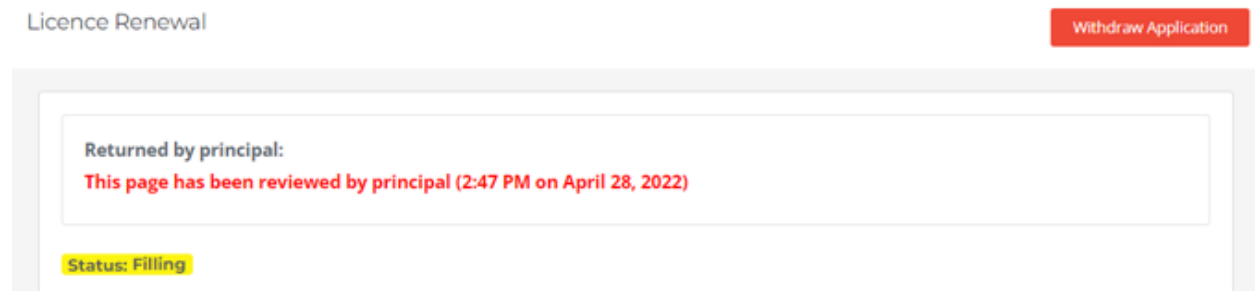 Licence Renewal
Withdraw Application
Returned by principal:
This page has been reviewed by principal (2:47 PM on April 28, 2022)
Status: Filling